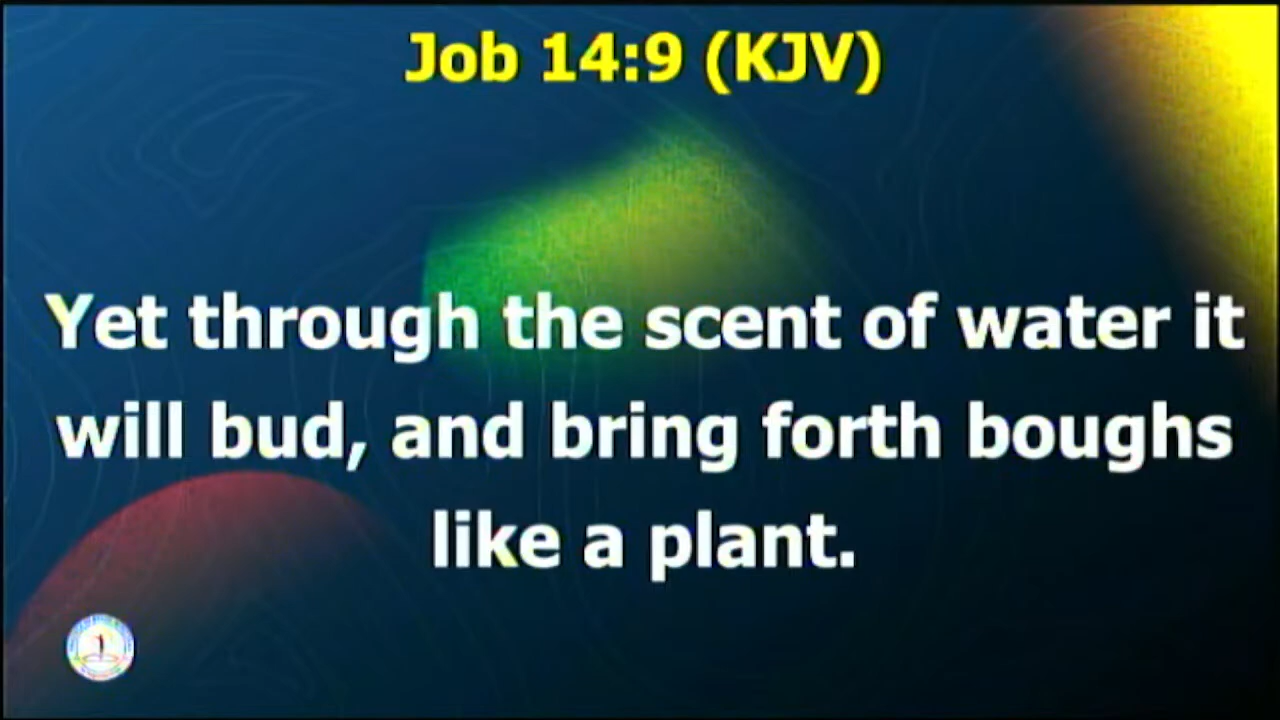 Job 14:9 (KJV)
Yet through the scent of water it
will bud, and bring forth boughs
like a plant.